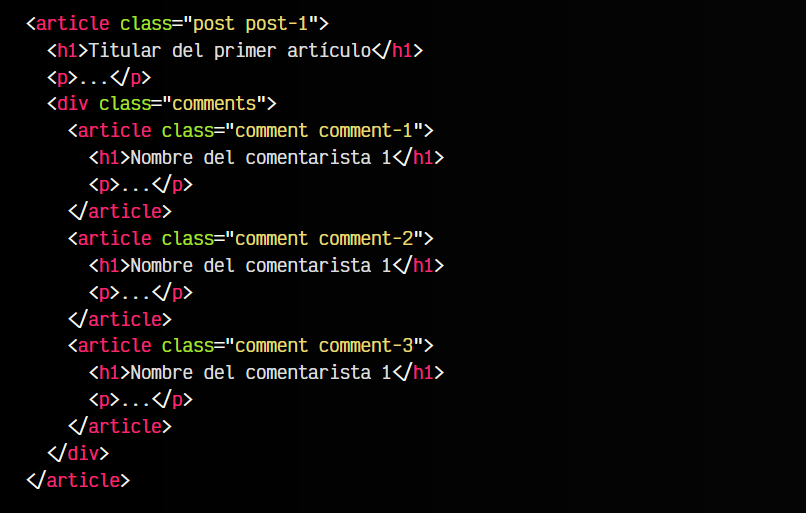 <article class="post post-1">
  <h1>Titular del primer artículo</h1>
  <p>...</p>
  <div class="comments">
    <article class="comment comment-1">
      <h1>Nombre del comentarista 1</h1>
      <p>...</p>
    </article>
    <article class="comment comment-2">
      <h1>Nombre del comentarista 1</h1>
      <p>...</p>
    </article>
    <article class="comment comment-3">
      <h1>Nombre del comentarista 1</h1>
      <p>...</p>
    </article>
  </div>
</article>